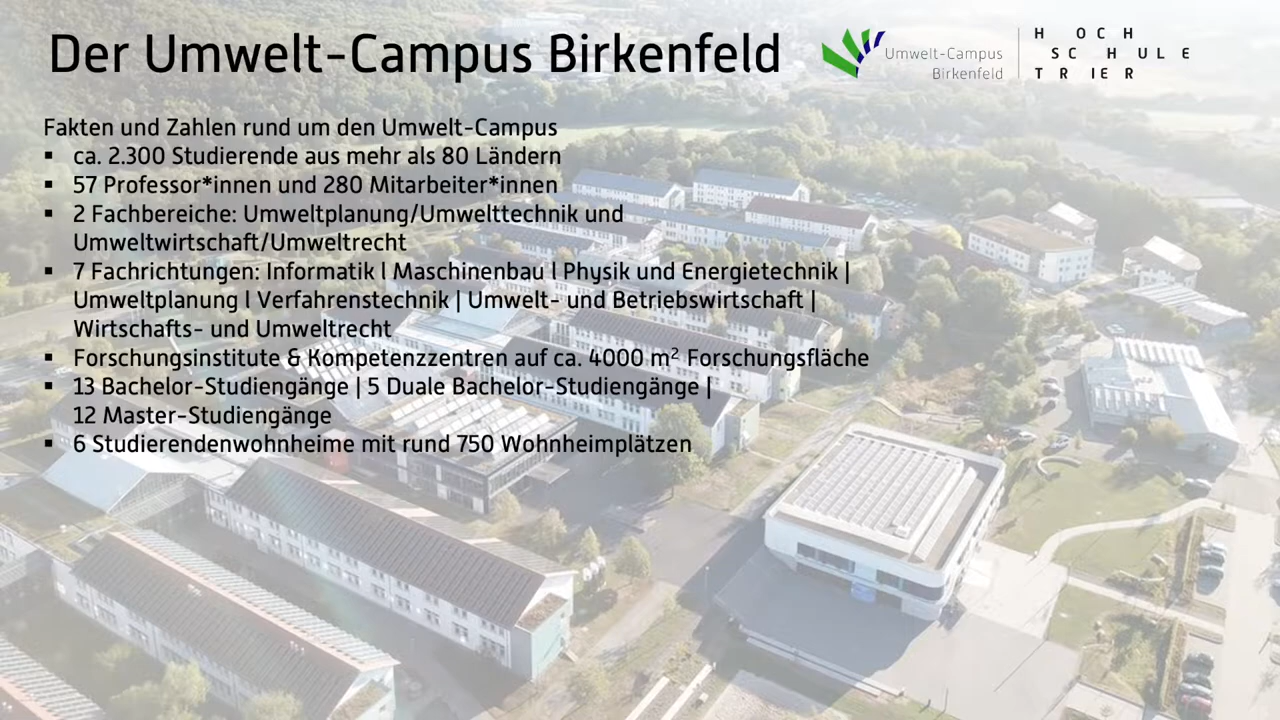 Der Umwelt-Campus Birkenfeld
Umwelt-Campus
Birkenfeld
H O C H
S C H U L E
T R I E R
Fakten und Zahlen rund um den Umwelt-Campus
▪ ca. 2.300 Studierende aus mehr als 80 Ländern
▪ 57 Professor*innen und 280 Mitarbeiter*innen
▪ 2 Fachbereiche: Umweltplanung/Umwelttechnik und
Umweltwirtschaft/Umweltrecht
▪ 7 Fachrichtungen: Informatik l Maschinenbau l Physik und Energietechnik |
Umweltplanung l Verfahrenstechnik | Umwelt- und Betriebswirtschaft |
Wirtschafts- und Umweltrecht
▪ Forschungsinstitute & Kompetenzzentren auf ca. 4000 m² Forschungsfläche
▪ 13 Bachelor-Studiengänge | 5 Duale Bachelor-Studiengänge |
12 Master-Studiengänge
▪ 6 Studierendenwohnheime mit rund 750 Wohnheimplätzen